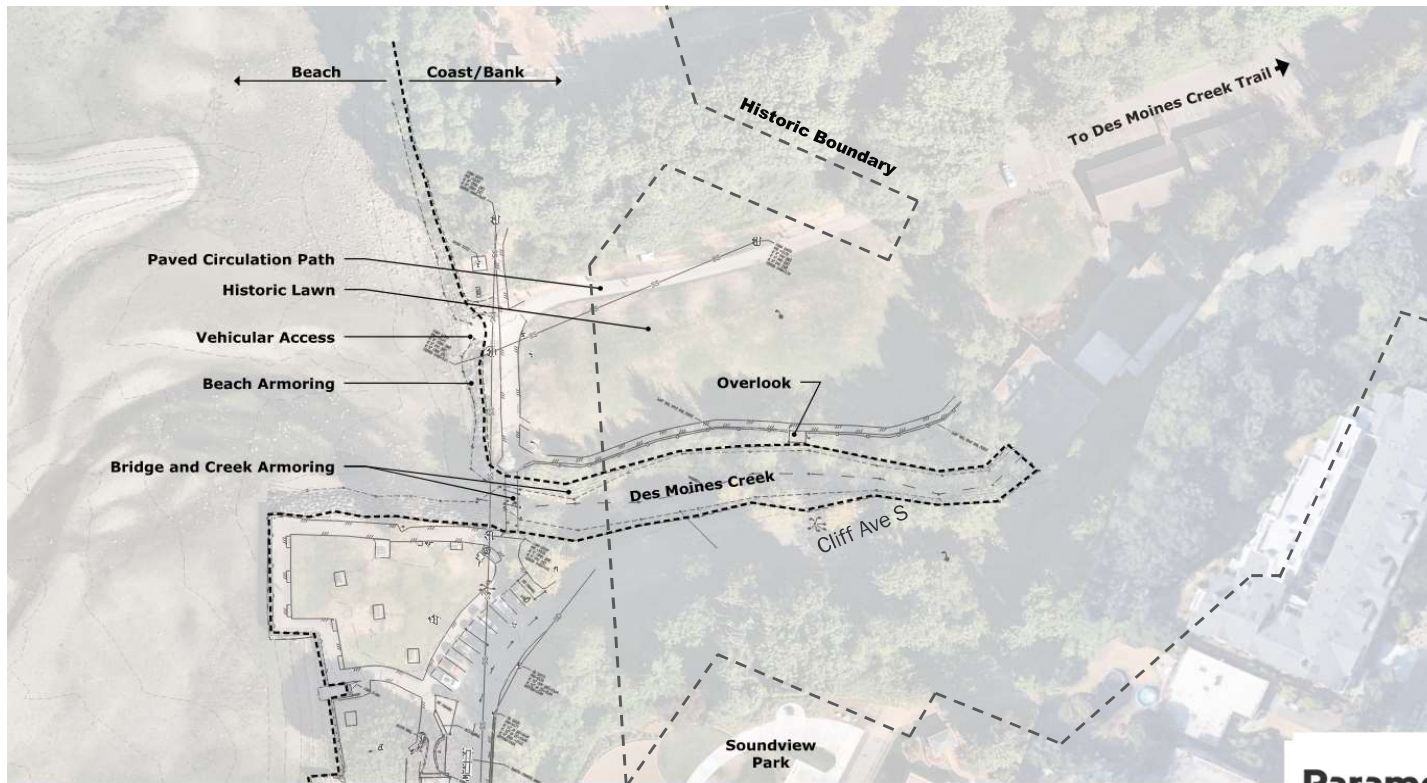 Beach
Coast/Bank
Historic Boundary
To Des Moines Creek Trail
Paved Circulation Path
Historic Lawn
Vehicular Access
Beach Armoring
Overlook
Bridge and Creek Armoring
Des Moines Creek
Cliff Ave S
Soundview
Park